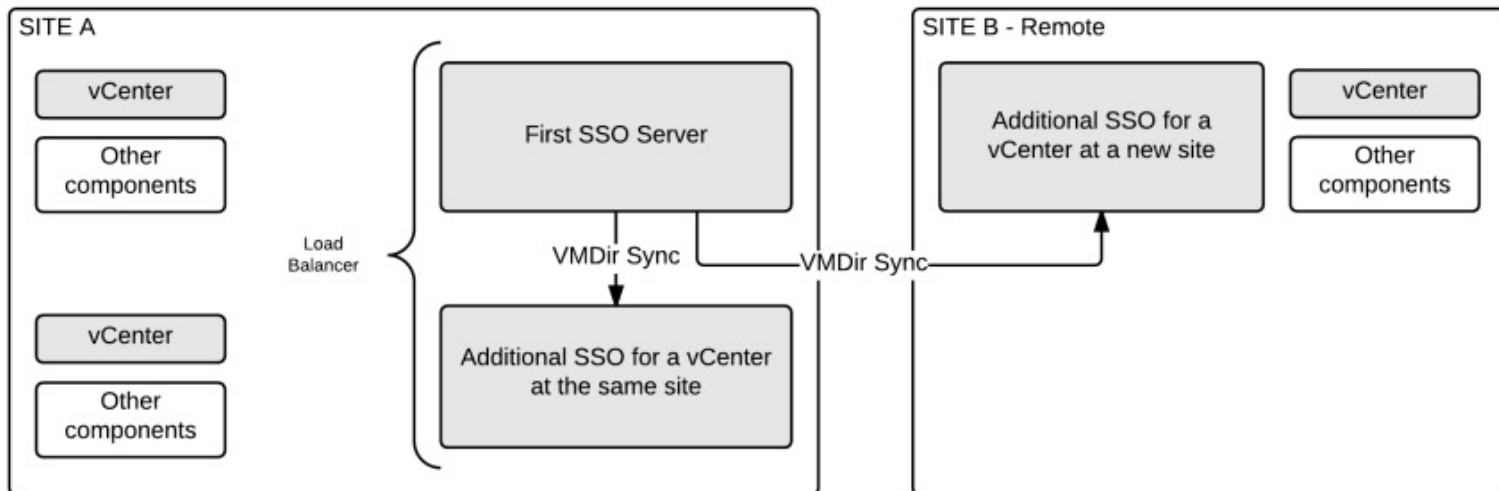 SITE A
vCenter
Other
components
vCenter
Other
components
Load
Balancer
First SSO Server
VMDir Sync
Additional SSO for a vCenter
at the same site
VMDir Sync
SITE B - Remote
Additional SSO for a
vCenter at a new site
vCenter
Other
components